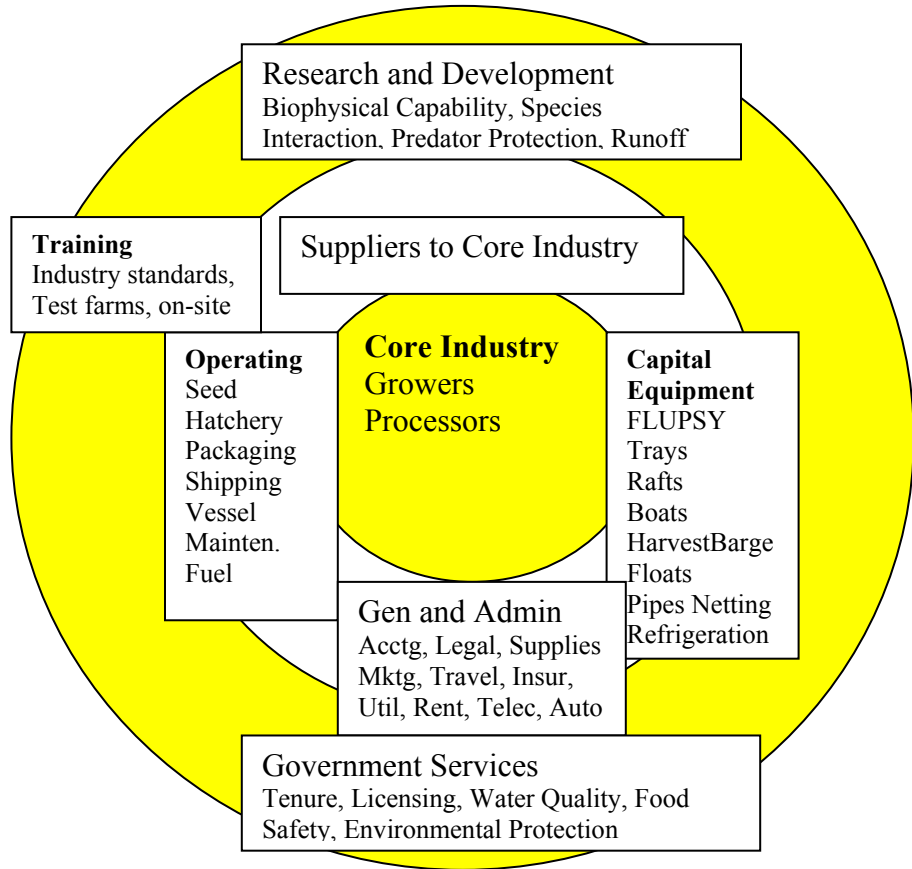 Research and Development
Biophysical Capability, Species
Interaction, Predator Protection, Runoff
Training
Industry standards,
Test farms, on-site
Suppliers to Core Industry
Operating
Seed
Hatchery
Packaging
Shipping
Vessel
Mainten.
Fuel
Core Industry
Growers
Processors
Capital
Equipment
FLUPSY
Trays
Rafts
Boats
HarvestBarge
Floats
Pipes Netting
Refrigeration
Gen and Admin
Acctg, Legal, Supplies
Mktg, Travel, Insur,
Util, Rent, Telec, Auto
Government Services
Tenure, Licensing, Water Quality, Food
Safety, Environmental Protection